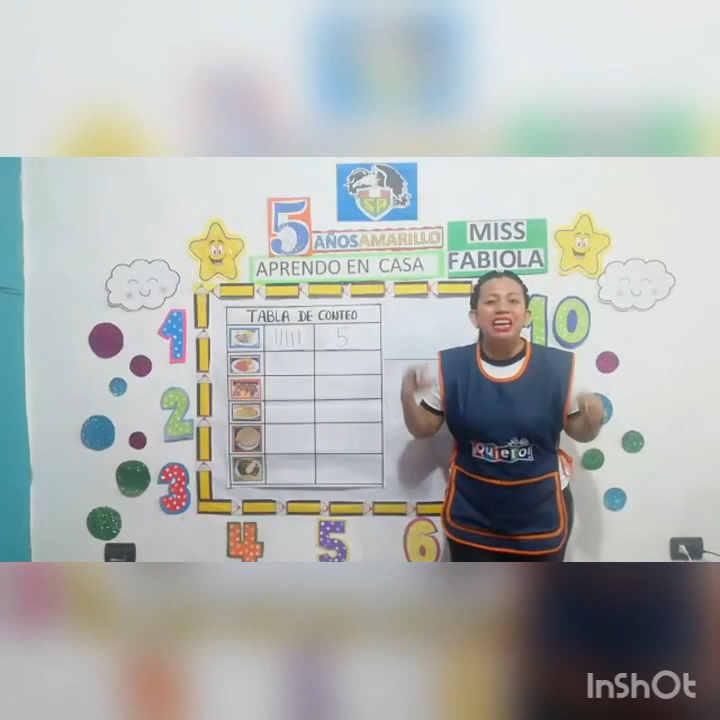 SA
5
AÑOS AMARILLO
MISS
FABIOLA
APRENDO EN CASA
TABLA DE CONTEO
||||| 5
1
2
3
4
5
6
10
¡Quiero!
InShOt